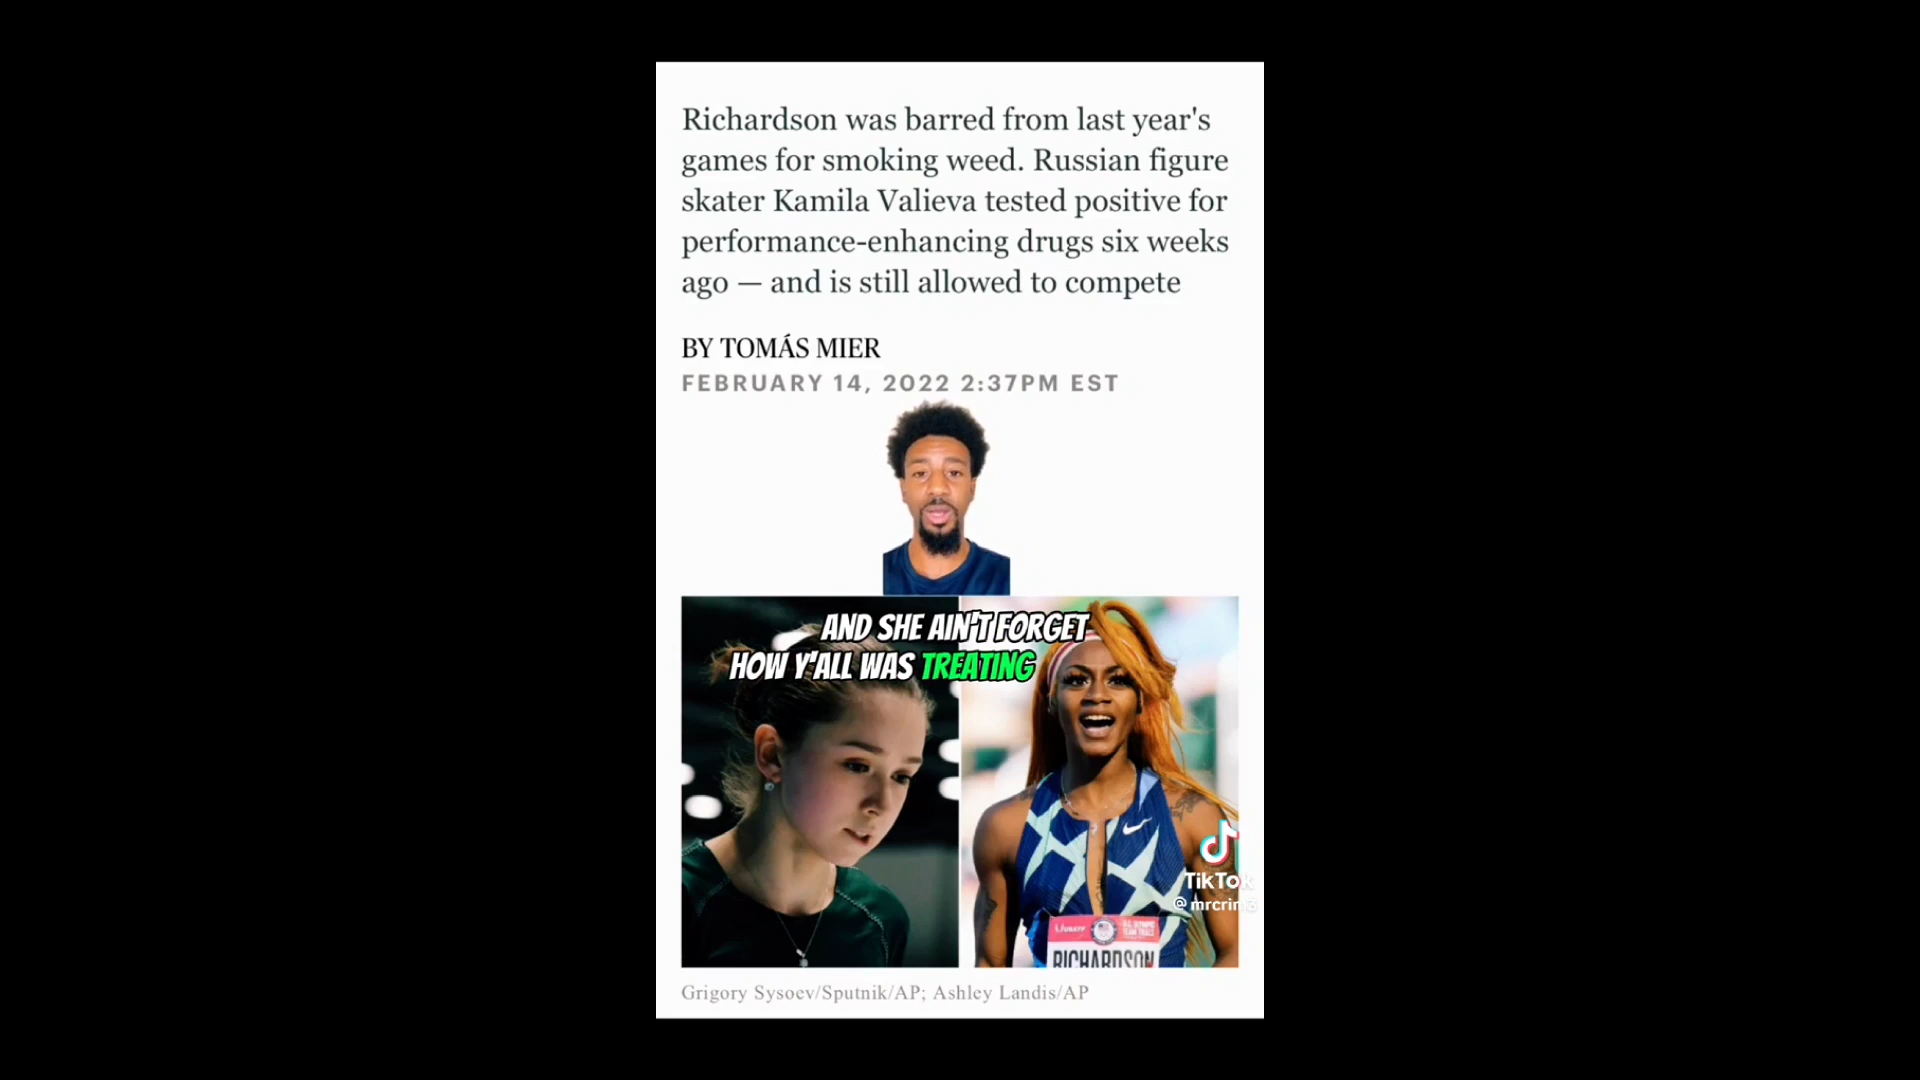 Richardson was barred from last year's
games for smoking weed. Russian figure
skater Kamila Valieva tested positive for
performance-enhancing drugs six weeks
ago — and is still allowed to compete
BY TOMÁS MIER
FEBRUARY 14, 2022 2:37PM EST
AND SHE AIN'T FORGET
HOW Y'ALL WAS TREATING
TikTok
@mrcrim3
RICHARDSON
Grigory Sysoev/Sputnik/AP; Ashley Landis/AP